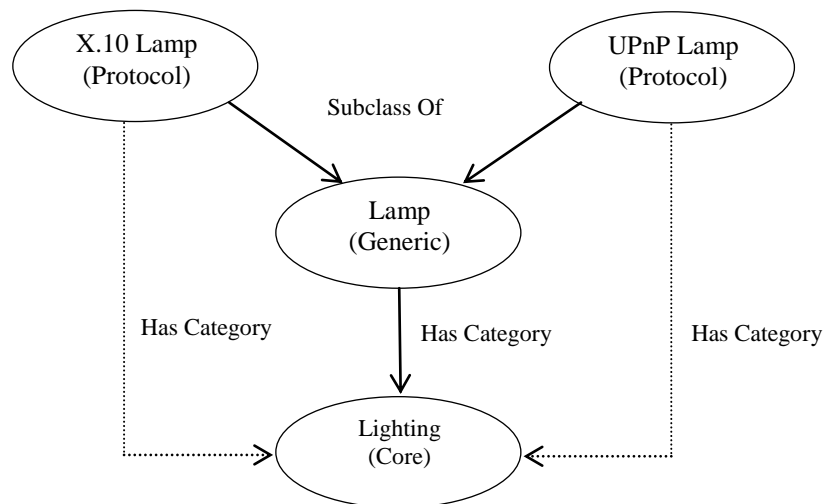 X.10 Lamp
(Protocol)
UPnP Lamp
(Protocol)
Subclass Of
Lamp
(Generic)
Has Category
Has Category
Has Category
Lighting
(Core)